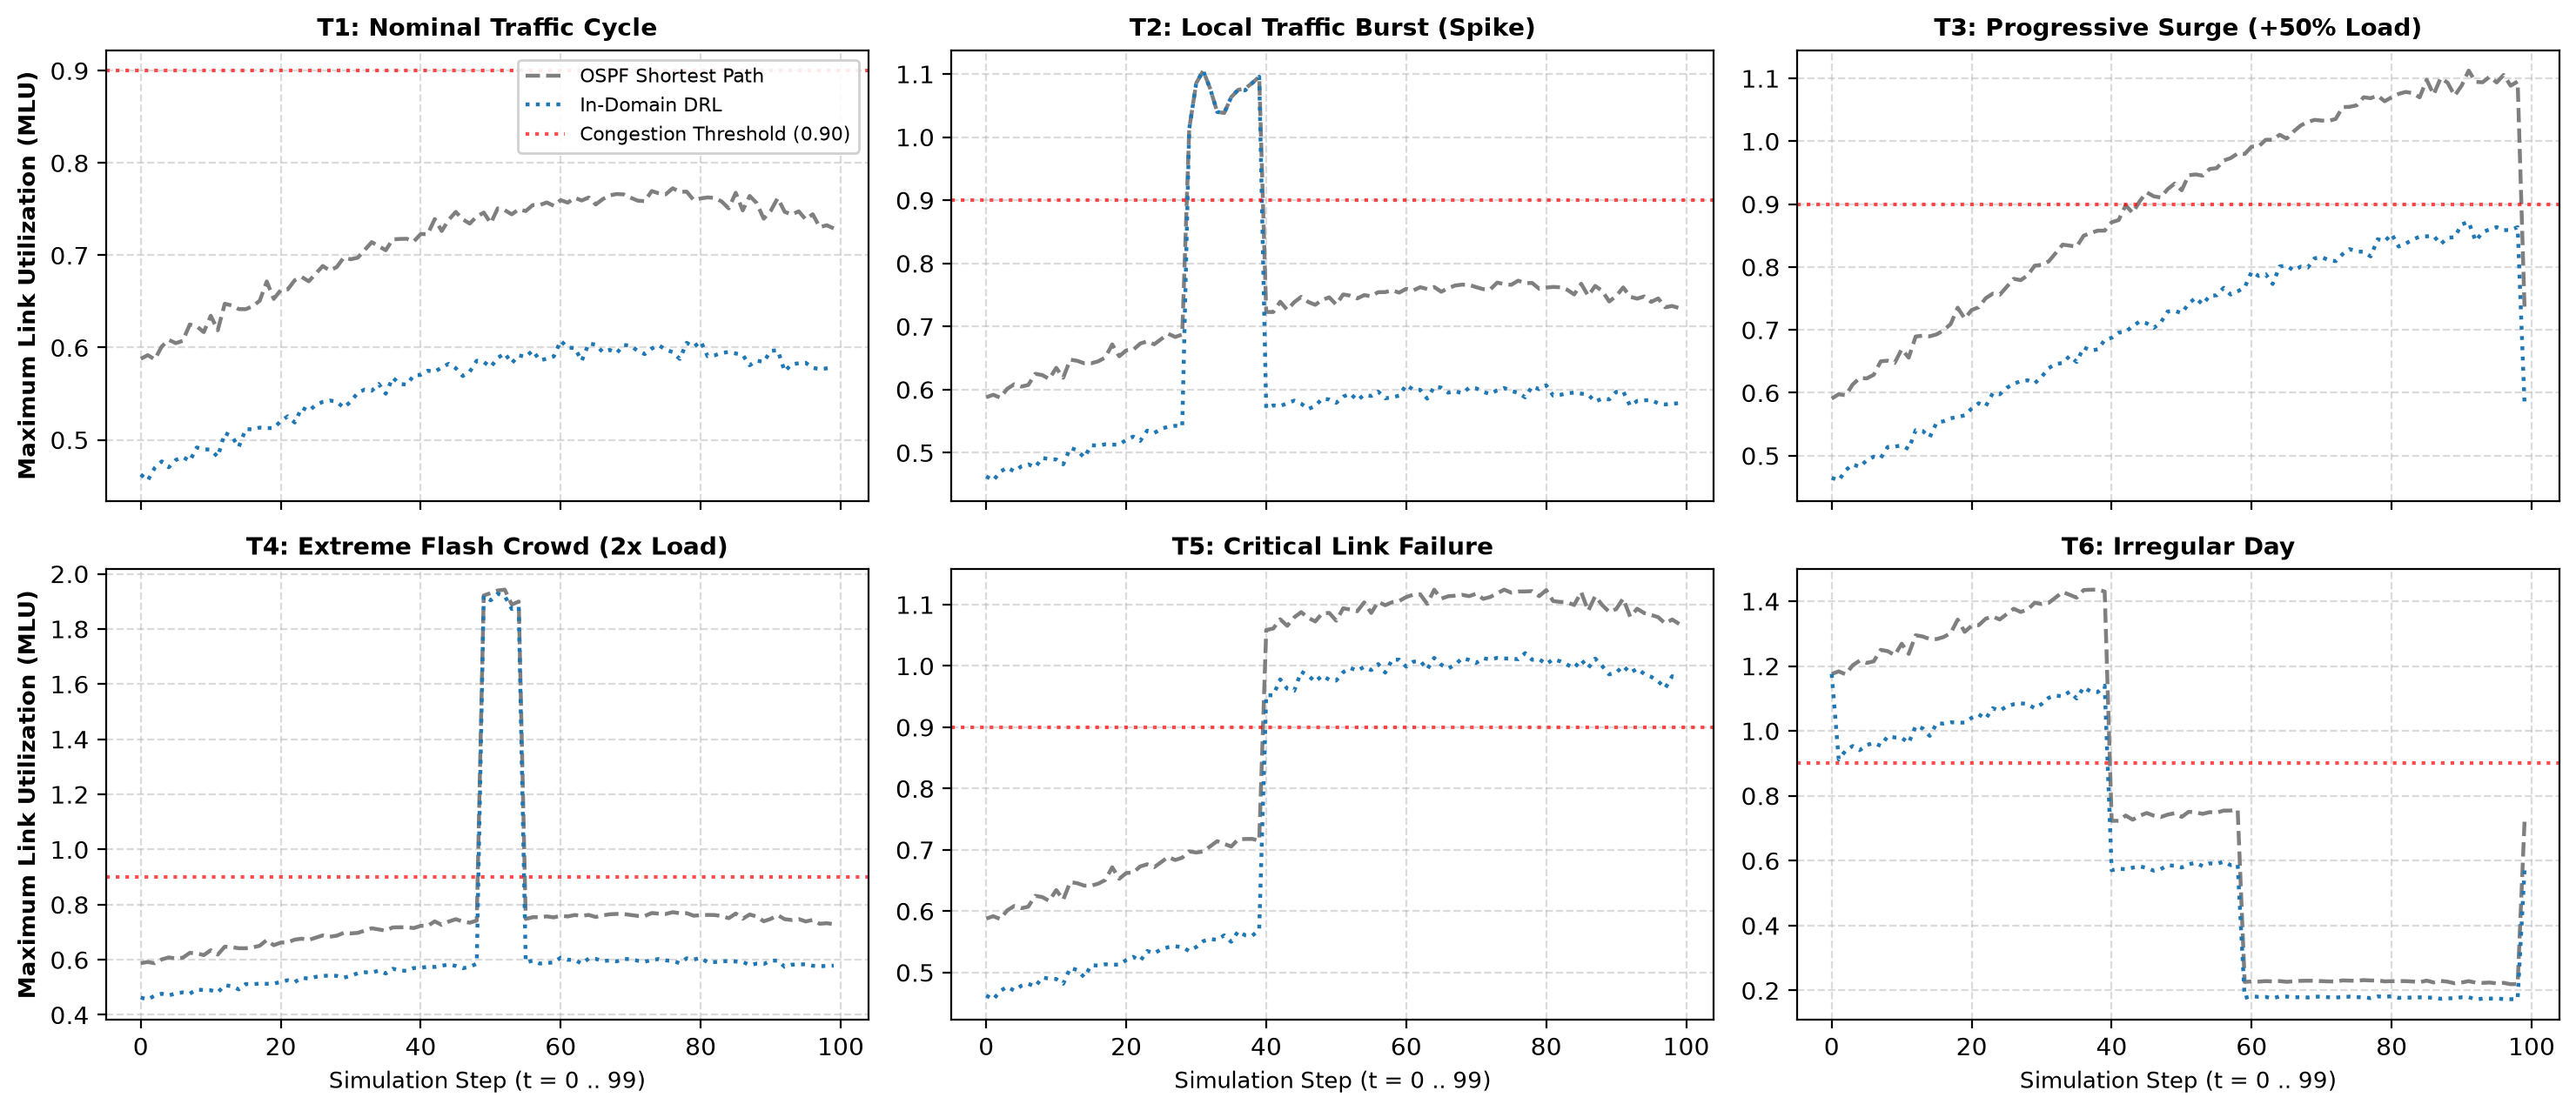 T1: Nominal Traffic Cycle
Maximum Link Utilization (MLU)
0.9
0.8
0.7
0.6
0.5
OSPF Shortest Path
In-Domain DRL
Congestion Threshold (0.90)
T2: Local Traffic Burst (Spike)
1.1
1.0
0.9
0.8
0.7
0.6
0.5
T3: Progressive Surge (+50% Load)
1.1
1.0
0.9
0.8
0.7
0.6
0.5
T4: Extreme Flash Crowd (2x Load)
Maximum Link Utilization (MLU)
2.0
1.8
1.6
1.4
1.2
1.0
0.8
0.6
0.4
0 20 40 60 80 100
Simulation Step (t = 0 .. 99)
T5: Critical Link Failure
1.1
1.0
0.9
0.8
0.7
0.6
0.5
0 20 40 60 80 100
Simulation Step (t = 0 .. 99)
T6: Irregular Day
1.4
1.2
1.0
0.8
0.6
0.4
0.2
0 20 40 60 80 100
Simulation Step (t = 0 .. 99)